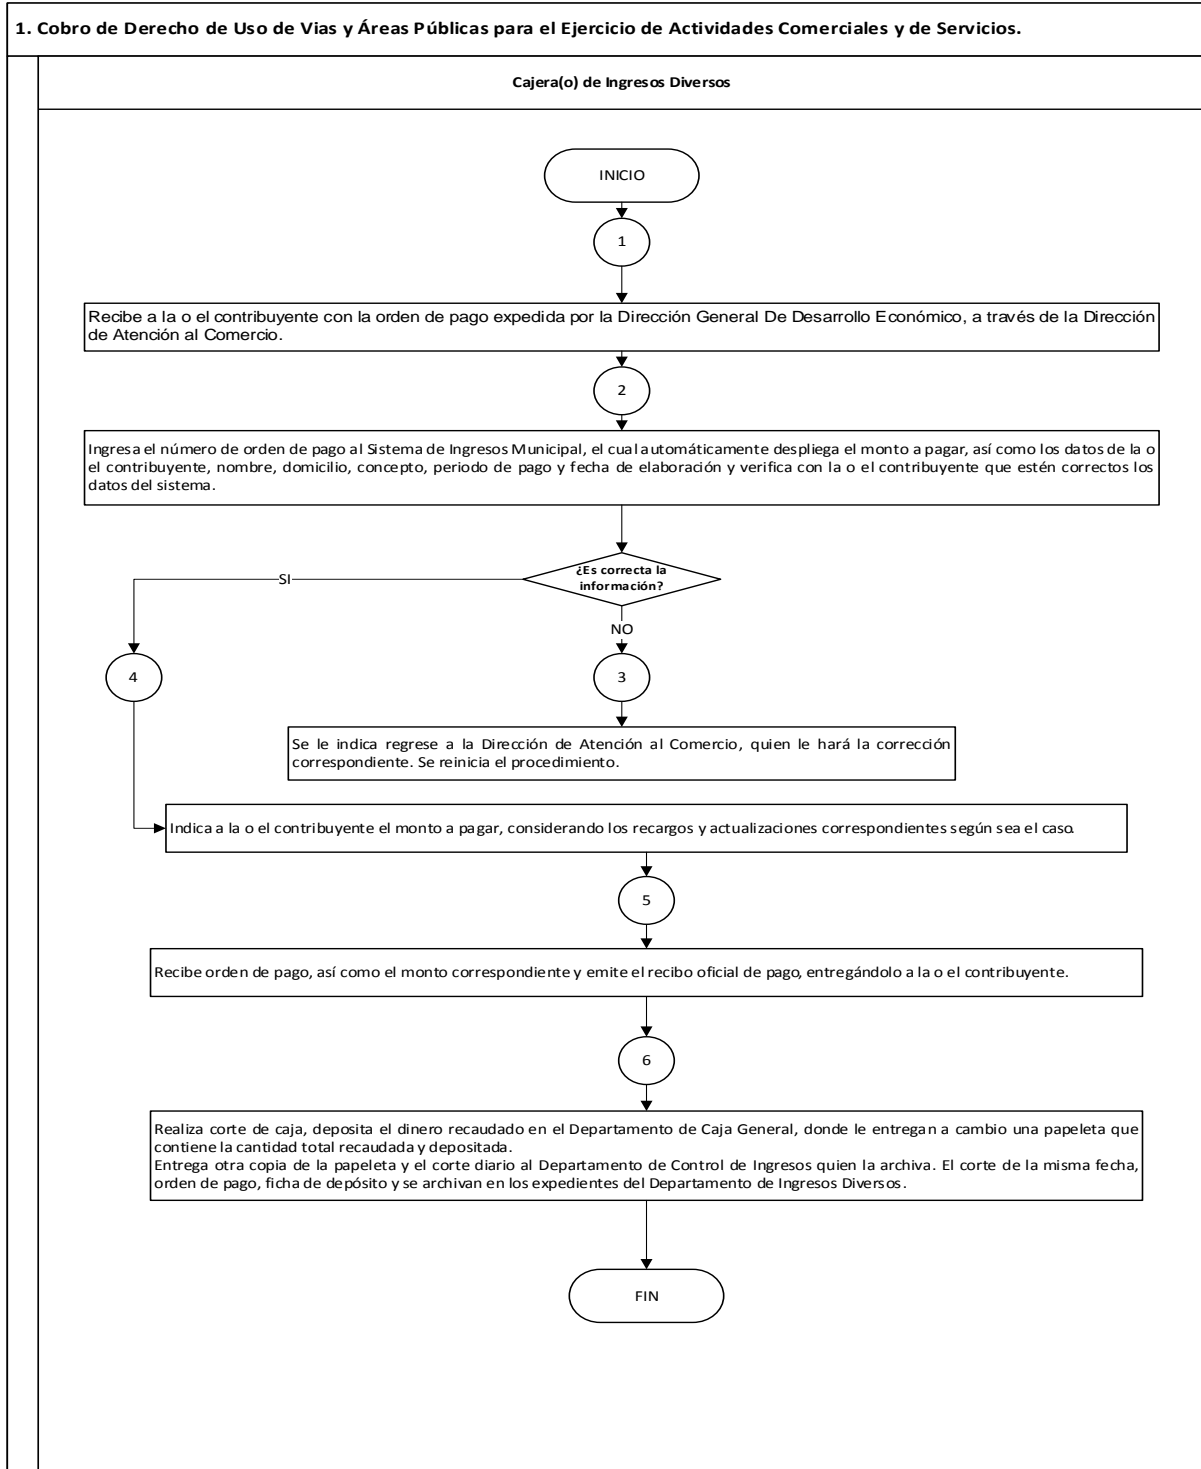 1. Cobro de Derecho de Uso de Vias y Áreas Públicas para el Ejercicio de Actividades Comerciales y de Servicios.
Cajera(o) de Ingresos Diversos
INICIO
1
Recibe a la o el contribuyente con la orden de pago expedida por la Dirección General De Desarrollo Económico, a través de la Dirección
de Atención al Comercio.
2
Ingresa el número de orden de pago al Sistema de Ingresos Municipal, el cual automáticamente despliega el monto a pagar, así como los datos de la o
el contribuyente, nombre, domicilio, concepto, periodo de pago y fecha de elaboración y verifica con la o el contribuyente que estén correctos los
datos del sistema.
¿Es correcta la
información?
SI
NO
4
3
Se le indica regrese a la Dirección de Atención al Comercio, quien le hará la corrección
correspondiente. Se reinicia el procedimiento.
Indica a la o el contribuyente el monto a pagar, considerando los recargos y actualizaciones correspondientes según sea el caso.
5
Recibe orden de pago, así como el monto correspondiente y emite el recibo oficial de pago, entregándolo a la o el contribuyente.
6
Realiza corte de caja, deposita el dinero recaudado en el Departamento de Caja General, donde le entregan a cambio una papeleta que
contiene la cantidad total recaudada y depositada.
Entrega otra copia de la papeleta y el corte diario al Departamento de Control de Ingresos quien la archiva. El corte de la misma fecha,
orden de pago, ficha de depósito y se archivan en los expedientes del Departamento de Ingresos Diversos.
FIN